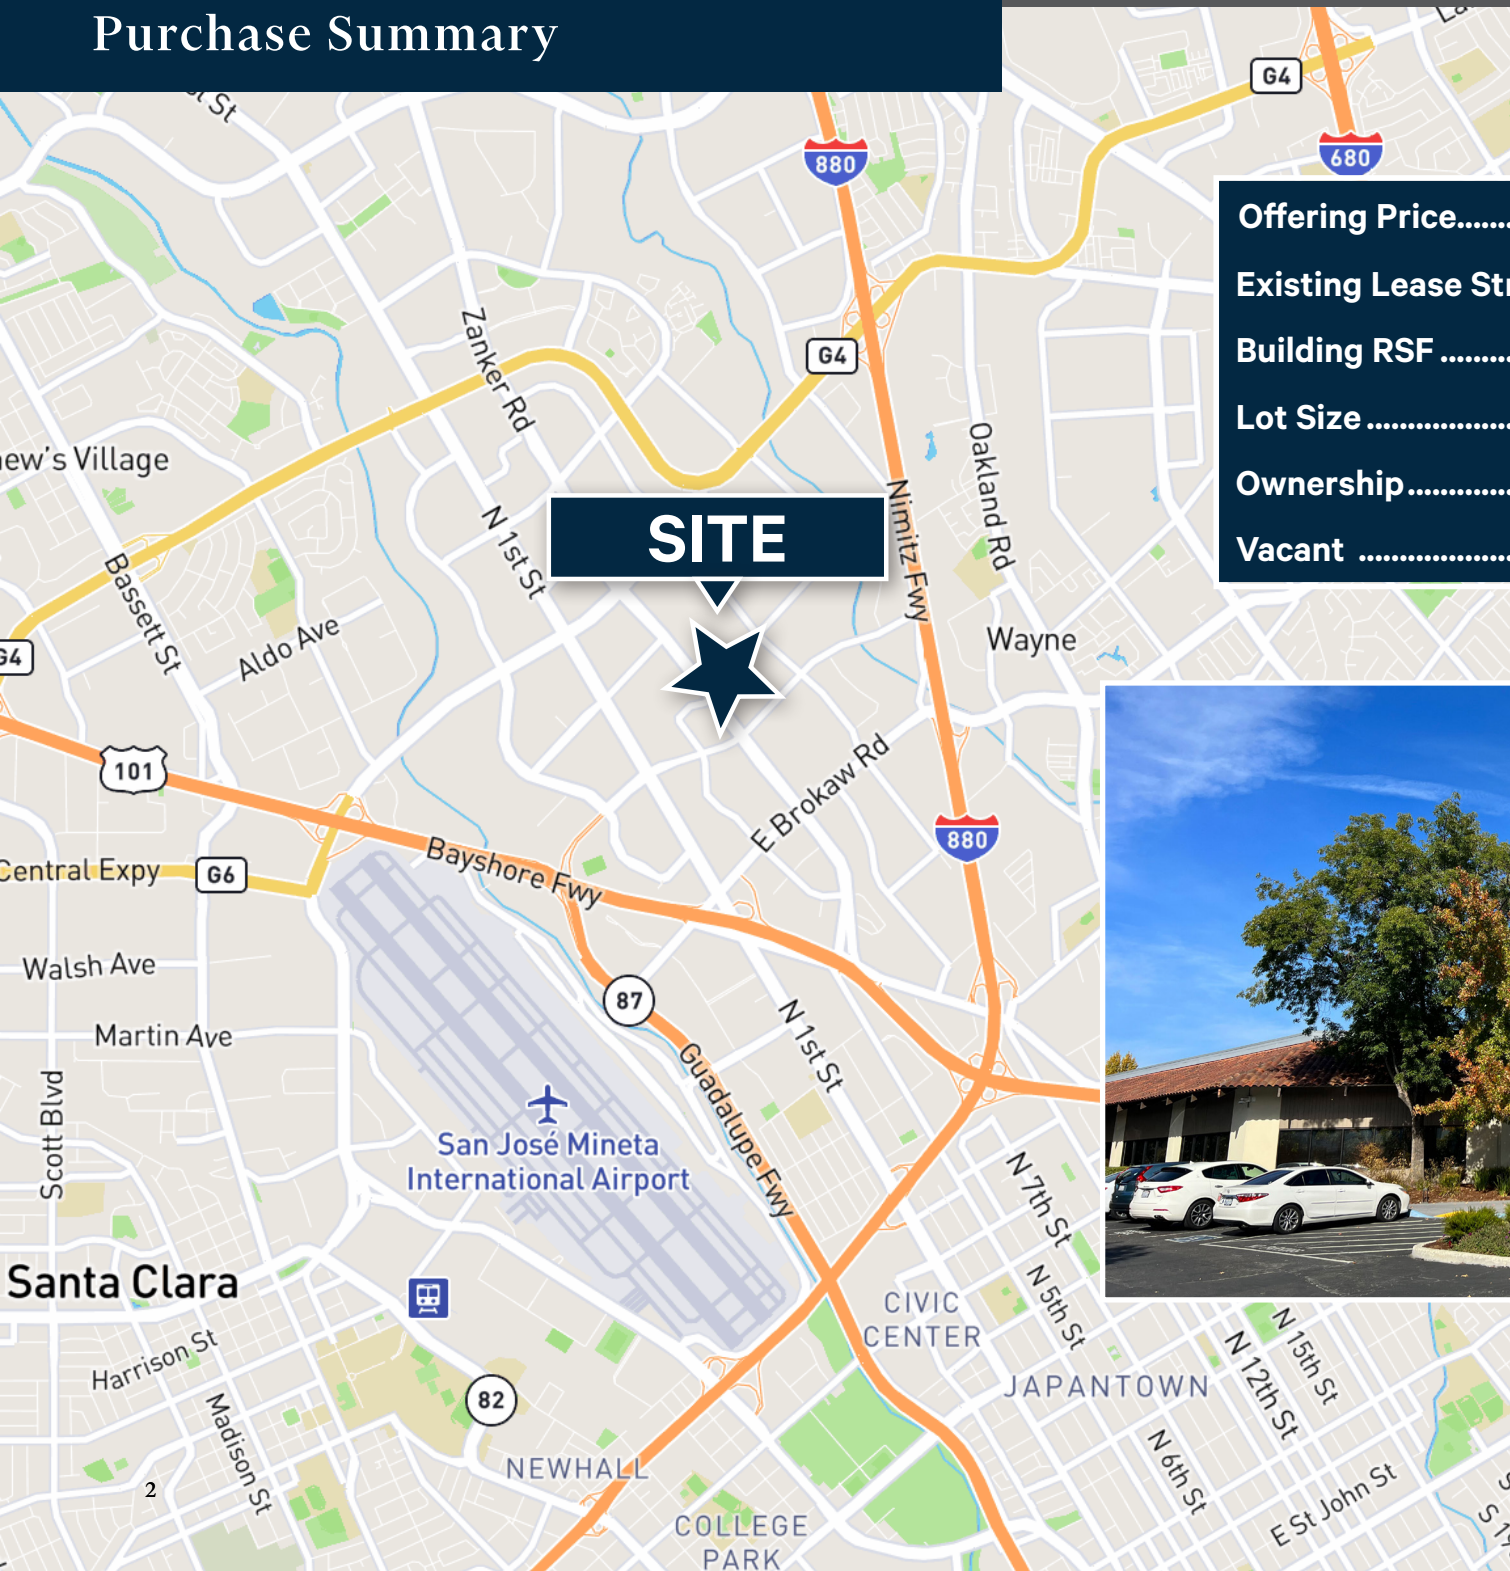 Purchase Summary
G4
880
680
Offering Price.......
Existing Lease Str
Building RSF .........
Lot Size .................
Ownership............
Vacant ..................
Zanker Rd
G4
ew's Village
Oakland Rd
Nimitz Fwy
N 1st St
SITE
Bassett St
Aldo Ave
Wayne
G4
101
E Brokaw Rd
880
Bayshore Fwy
Central Expy
G6
Walsh Ave
87
N 1st St
Martin Ave
Scott Blvd
Guadalupe Fwy
San José Mineta
International Airport
N 7th St
Santa Clara
N 5th St
CIVIC
CENTER
N 15th St
N 12th St
Harrison St
JAPANTOWN
82
Madison St
N 6th St
NEWHALL
2
E St John St
COLLEGE
PARK